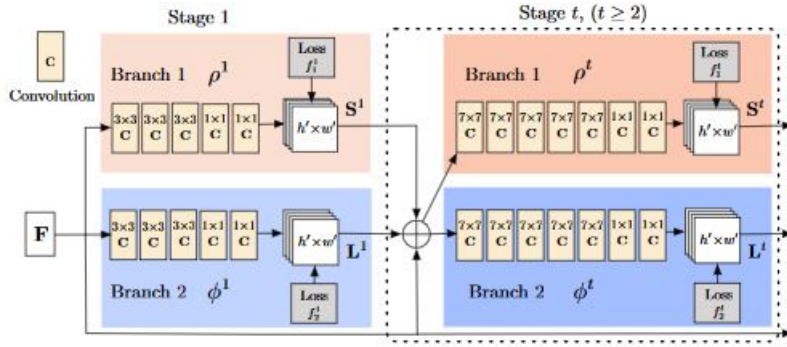 Stage 1
Stage t, (t ≥ 2)
C
Convolution
Branch 1 ρ¹
Loss
f₁¹
3×3 C 3×3 C 3×3 C 1×1 C 1×1 C
h′×w′
S¹
Branch 1 ρᵗ
Loss
f₁ᵗ
7×7 C 7×7 C 7×7 C 7×7 C 7×7 C 1×1 C 1×1 C
h′×w′
Sᵗ
F
3×3 C 3×3 C 3×3 C 1×1 C 1×1 C
h′×w′
L¹
Branch 2 ϕ¹
Loss
f₂¹
7×7 C 7×7 C 7×7 C 7×7 C 7×7 C 1×1 C 1×1 C
h′×w′
Lᵗ
Branch 2 ϕᵗ
Loss
f₂ᵗ